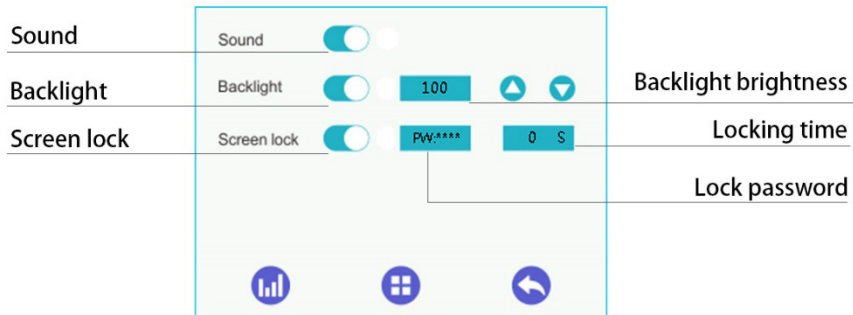 Sound
Sound
Backlight
Backlight
100
Backlight brightness
Screen lock
Screen lock
PW:****
0 S
Locking time
Lock password